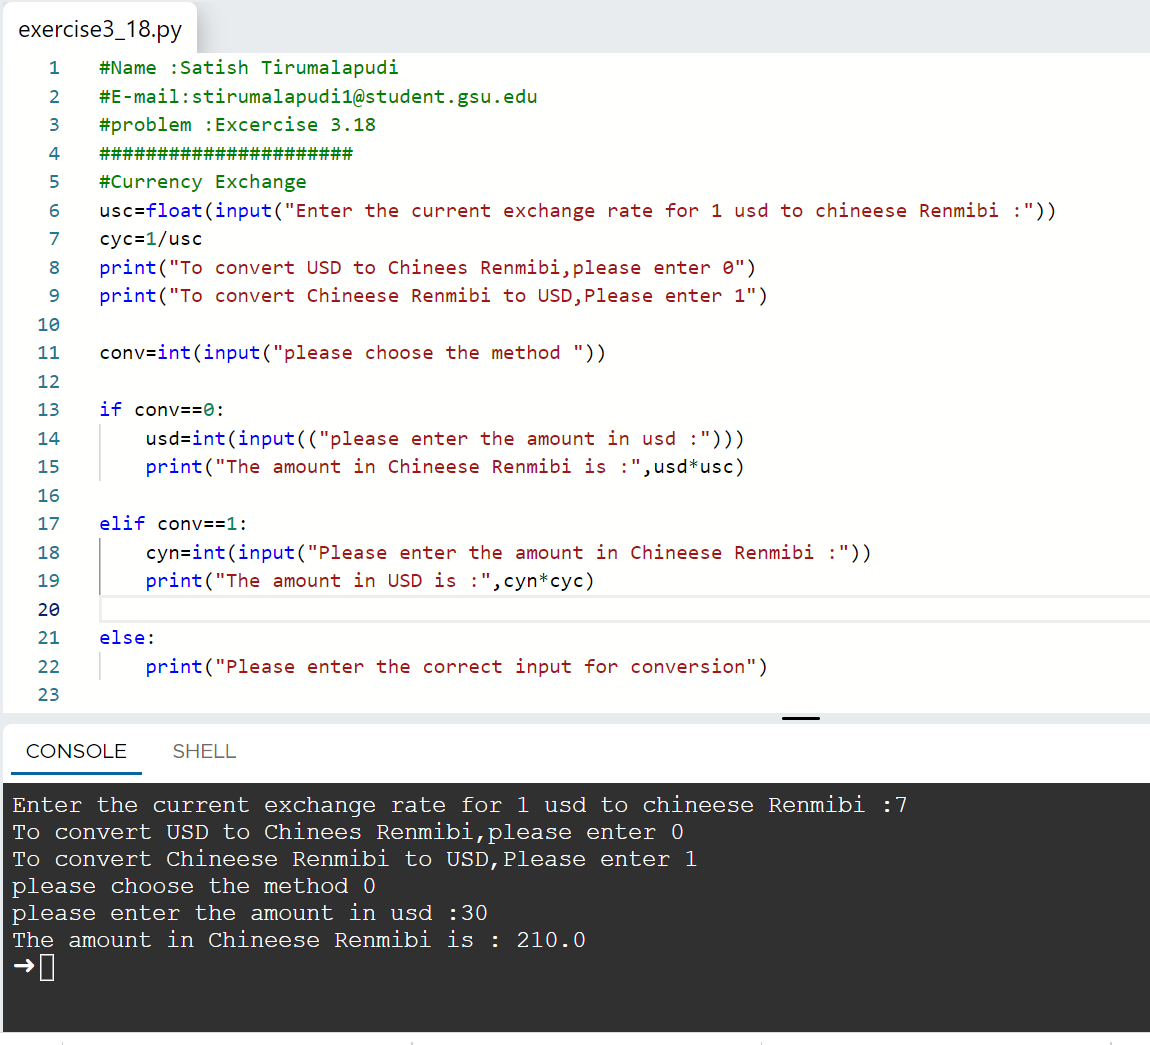 exercise3_18.py
1 #Name :Satish Tirumalapudi
2 #E-mail:stirumalapudi1@student.gsu.edu
3 #problem :Excercise 3.18
4 ######################
5 #Currency Exchange
6 usc=float(input("Enter the current exchange rate for 1 usd to chineese Renmibi :"))
7 cyc=1/usc
8 print("To convert USD to Chinees Renmibi,please enter 0")
9 print("To convert Chineese Renmibi to USD,Please enter 1")
10
11 conv=int(input("please choose the method "))
12
13 if conv==0:
14     usd=int(input(("please enter the amount in usd :")))
15     print("The amount in Chineese Renmibi is :",usd*usc)
16
17 elif conv==1:
18     cyn=int(input("Please enter the amount in Chineese Renmibi :"))
19     print("The amount in USD is :",cyn*cyc)
20
21 else:
22     print("Please enter the correct input for conversion")
23
CONSOLE SHELL
Enter the current exchange rate for 1 usd to chineese Renmibi :7
To convert USD to Chinees Renmibi,please enter 0
To convert Chineese Renmibi to USD,Please enter 1
please choose the method 0
please enter the amount in usd :30
The amount in Chineese Renmibi is : 210.0
➜